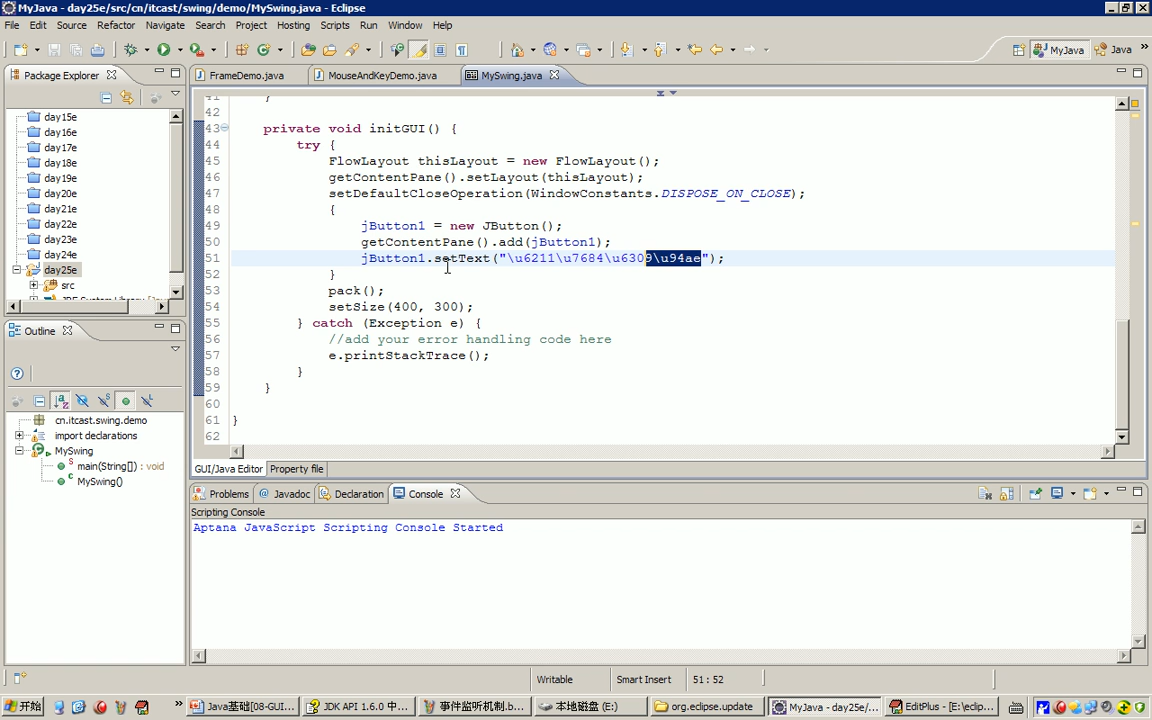 MyJava - day25e/src/cn/itcast/swing/demo/MySwing.java - Eclipse
File Edit Source Refactor Navigate Search Project Hosting Scripts Run Window Help
MyJava Java »
Package Explorer FrameDemo.java MouseAndKeyDemo.java MySwing.java
day15e
day16e
day17e
day18e
day19e
day20e
day21e
day22e
day23e
day24e
day25e
src
Outline
cn.itcast.swing.demo
import declarations
MySwing
main(String[]) : void
MySwing()
41 }
42
43 private void initGUI() {
44 try {
45 FlowLayout thisLayout = new FlowLayout();
46 getContentPane().setLayout(thisLayout);
47 setDefaultCloseOperation(WindowConstants.DISPOSE_ON_CLOSE);
48 {
49 jButton1 = new JButton();
50 getContentPane().add(jButton1);
51 jButton1.setText("\u6211\u7684\u6309\u94ae");
52 }
53 pack();
54 setSize(400, 300);
55 } catch (Exception e) {
56 //add your error handling code here
57 e.printStackTrace();
58 }
59 }
60
61 }
62
GUI/Java Editor Property file
Problems @ Javadoc Declaration Console
Scripting Console
Aptana JavaScript Scripting Console Started
Writable Smart Insert 51 : 52
开始 » Java基础[08-GUI... JDK API 1.6.0 中... 事件监听机制.b... 本地磁盘 (E:) org.eclipse.update MyJava - day25e/... EditPlus - [E:\eclip...